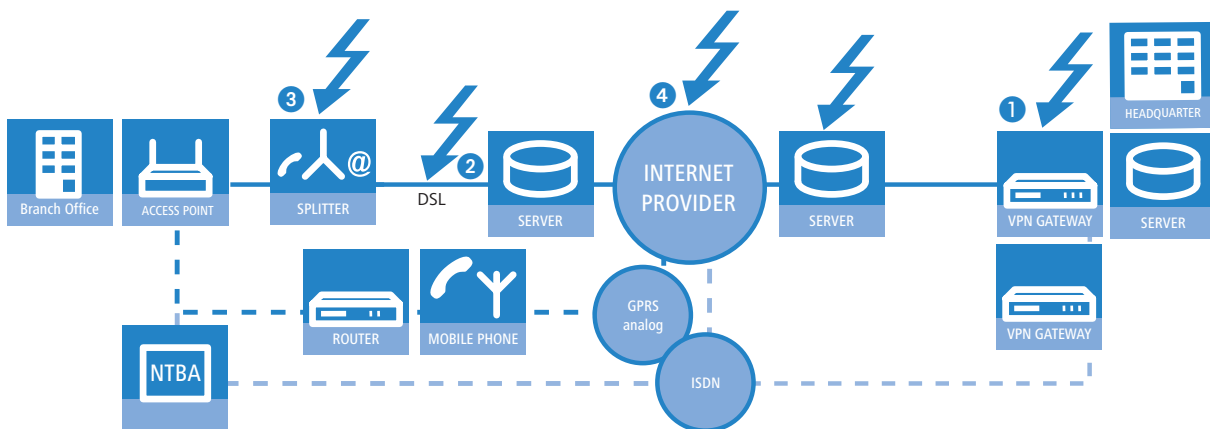 HEADQUARTER
3
4
1
2
@
Branch Office
ACCESS POINT
SPLITTER
DSL
SERVER
INTERNET
PROVIDER
SERVER
VPN GATEWAY
SERVER
ROUTER
MOBILE PHONE
GPRS
analog
VPN GATEWAY
NTBA
ISDN